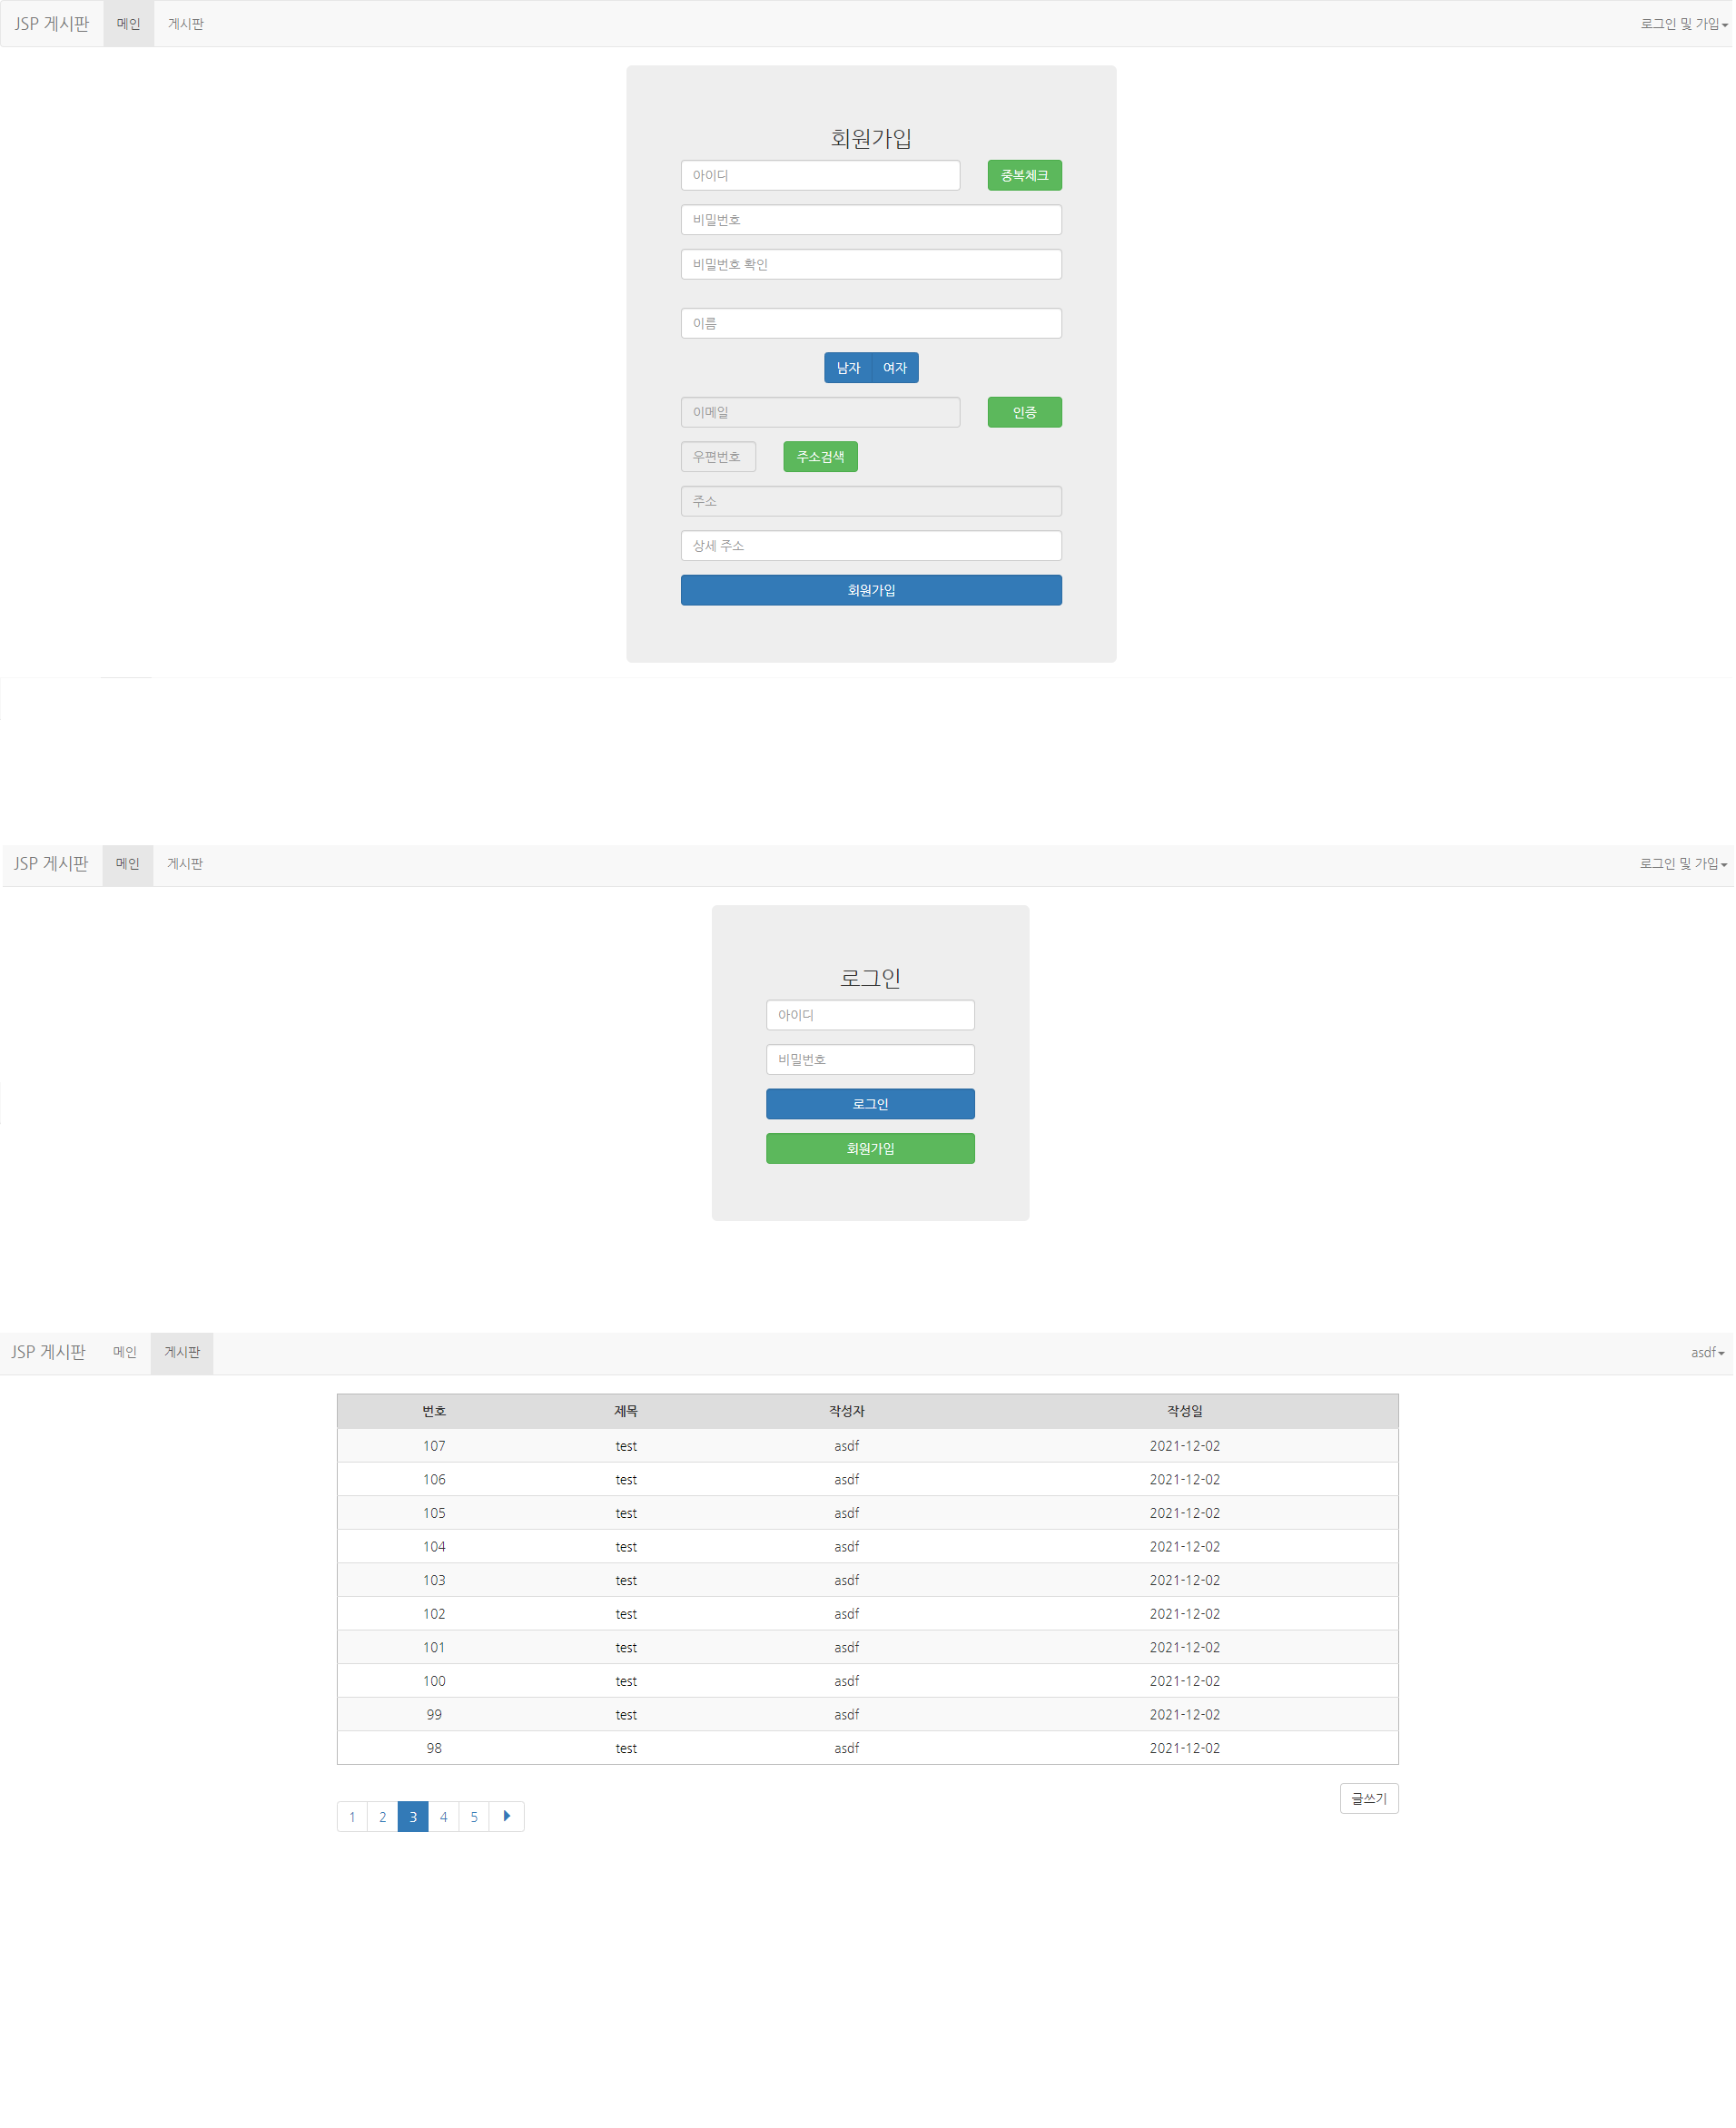 JSP 게시판 메인 게시판 로그인 및 가입
회원가입
아이디 중복체크
비밀번호
비밀번호 확인
이름
남자 여자
이메일 인증
우편번호 주소검색
주소
상세 주소
회원가입
JSP 게시판 메인 게시판 로그인 및 가입
로그인
아이디
비밀번호
로그인
회원가입
JSP 게시판 메인 게시판 asdf
번호 제목 작성자 작성일
107 test asdf 2021-12-02
106 test asdf 2021-12-02
105 test asdf 2021-12-02
104 test asdf 2021-12-02
103 test asdf 2021-12-02
102 test asdf 2021-12-02
101 test asdf 2021-12-02
100 test asdf 2021-12-02
99 test asdf 2021-12-02
98 test asdf 2021-12-02
글쓰기
1 2 3 4 5